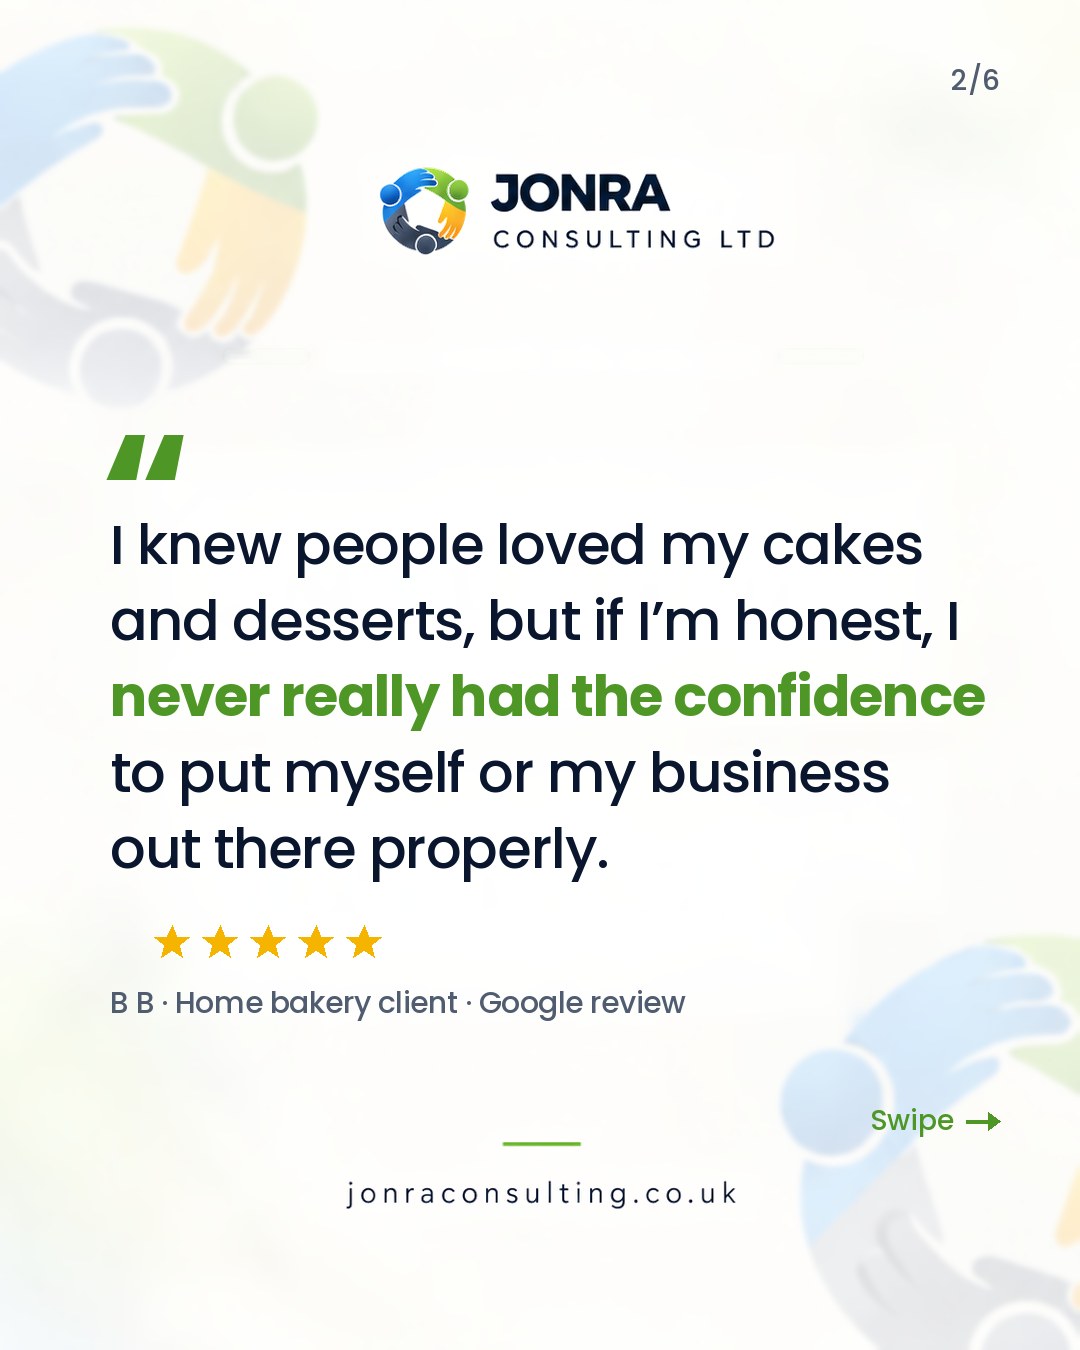 2/6
JONRA
CONSULTING LTD
“
I knew people loved my cakes
and desserts, but if I’m honest, I
never really had the confidence
to put myself or my business
out there properly.
★★★★★
B B · Home bakery client · Google review
Swipe →
jonraconsulting.co.uk